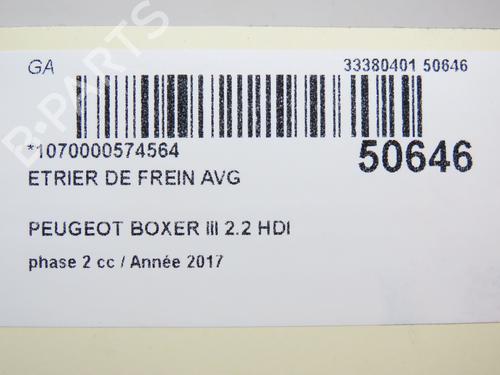 GA 33380401 50646
*1070000574564 50646
ETRIER DE FREIN AVG
PEUGEOT BOXER III 2.2 HDI
phase 2 cc / Année 2017
B-PARTS